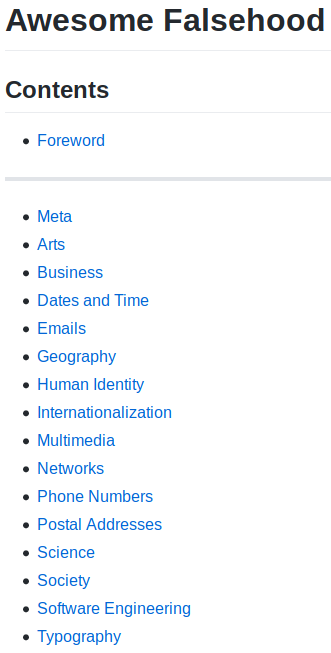 Awesome Falsehood
Contents
Foreword
Meta
Arts
Business
Dates and Time
Emails
Geography
Human Identity
Internationalization
Multimedia
Networks
Phone Numbers
Postal Addresses
Science
Society
Software Engineering
Typography